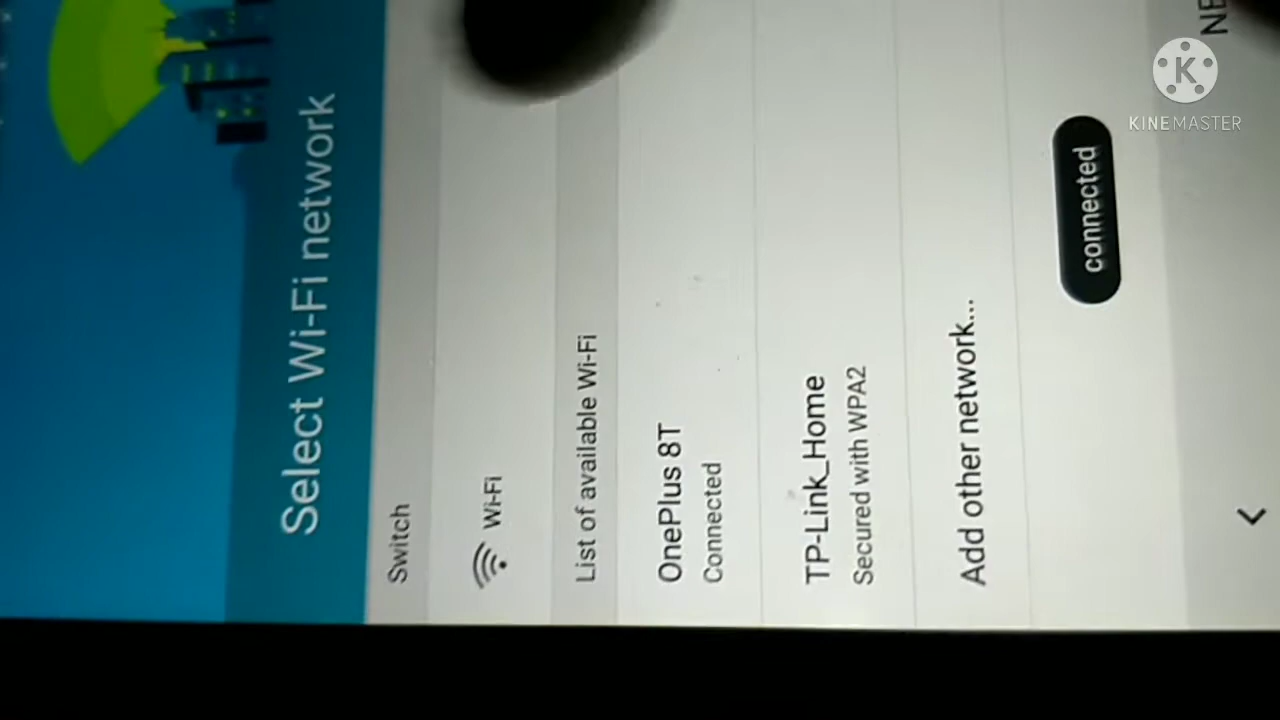 Select Wi-Fi network
Switch
Wi-Fi
List of available Wi-Fi
OnePlus 8T
Connected
TP-Link_Home
Secured with WPA2
Add other network...
connected
K
KINEMASTER